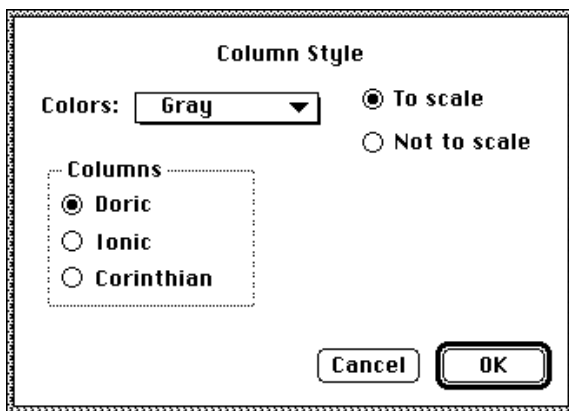 Column Style
Colors: Gray
To scale
Not to scale
Columns
Doric
Ionic
Corinthian
Cancel OK